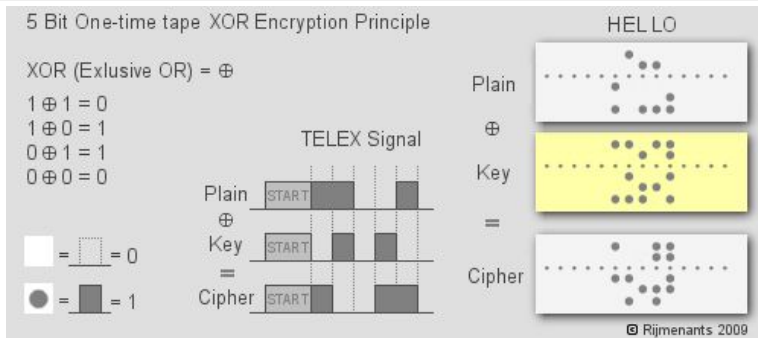 5 Bit One-time tape XOR Encryption Principle
HELLO
XOR (Exlusive OR) = ⊕
1 ⊕ 1 = 0
1 ⊕ 0 = 1
0 ⊕ 1 = 1
0 ⊕ 0 = 0
TELEX Signal
Plain START
⊕
Key START
=
Cipher START
= = 0
= = 1
Plain
⊕
Key
=
Cipher
© Rijmenants 2009